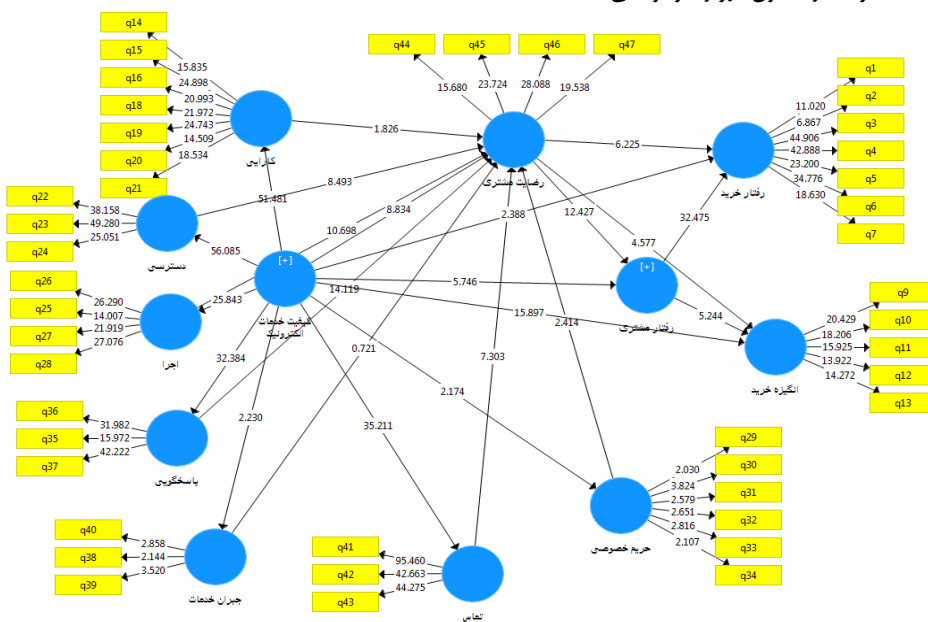 q14
q15
q16
q18
q19
q20
q21
15.835
24.898
20.993
21.972
24.743
14.509
18.534
کارایی
q44
q45
q46
q47
15.680
23.724
28.088
19.538
رضایت مشتری
q1
q2
q3
q4
q5
q6
q7
11.020
6.867
44.906
42.888
23.200
34.776
18.630
رفتار خرید
1.826
6.225
q22
q23
q24
38.158
49.280
25.051
دسترسی
8.493
51.481
8.834
10.698
2.388
12.427
32.475
4.577
56.085
[+]
کیفیت خدمات
الکترونیک
[+]
رفتار مشتری
q26
q25
q27
q28
26.290
14.007
21.919
27.076
اجرا
25.843
14.119
5.746
15.897
5.244
q9
q10
q11
q12
q13
20.429
18.206
15.925
13.922
14.272
انگیزه خرید
32.384
0.721
7.303
2.414
q36
q35
q37
31.982
15.972
42.222
پاسخگویی
2.230
35.211
2.174
q29
q30
q31
q32
q33
q34
2.030
3.824
2.579
2.651
2.816
2.107
حریم خصوصی
q40
q38
q39
2.858
2.144
3.520
جبران خدمات
q41
q42
q43
95.460
42.663
44.275
تماس